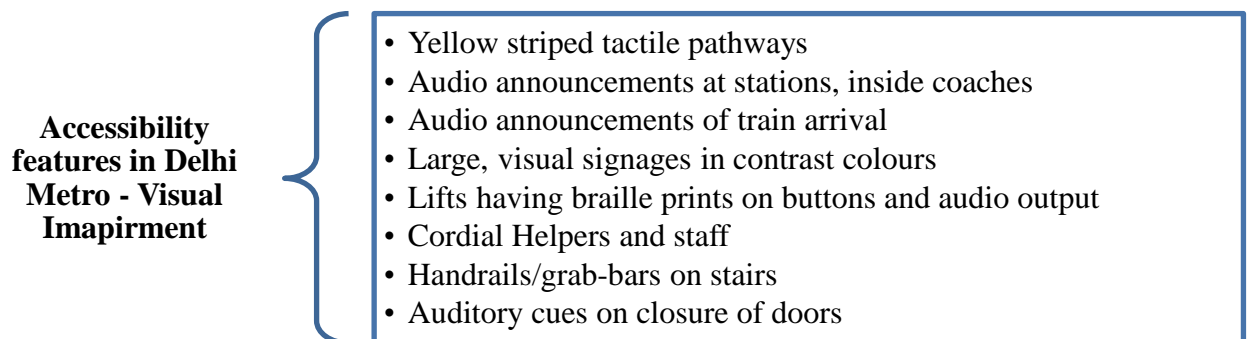 Accessibility
features in Delhi
Metro - Visual
Imapirment
• Yellow striped tactile pathways
• Audio announcements at stations, inside coaches
• Audio announcements of train arrival
• Large, visual signages in contrast colours
• Lifts having braille prints on buttons and audio output
• Cordial Helpers and staff
• Handrails/grab-bars on stairs
• Auditory cues on closure of doors